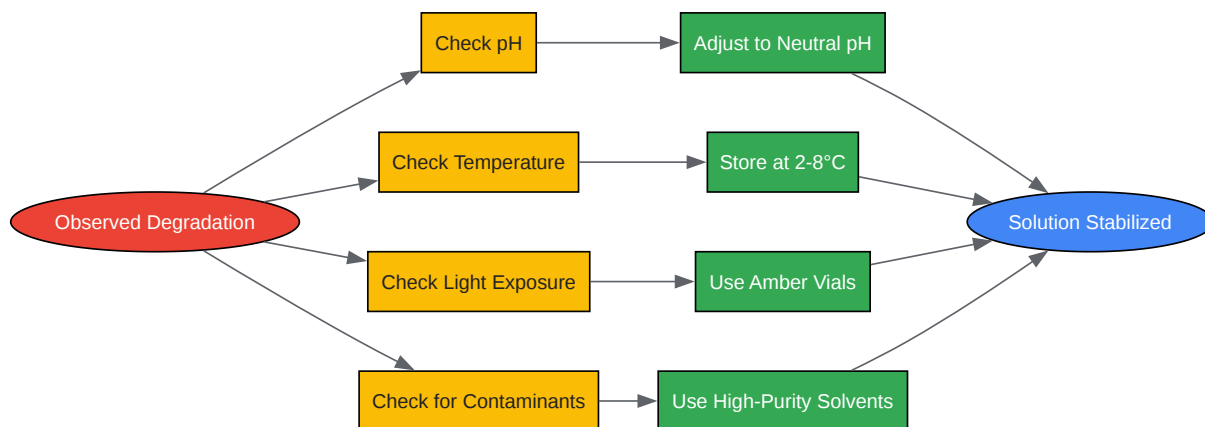 Check pH
Adjust to Neutral pH
Check Temperature
Store at 2-8°C
Observed Degradation
Solution Stabilized
Check Light Exposure
Use Amber Vials
Check for Contaminants
Use High-Purity Solvents